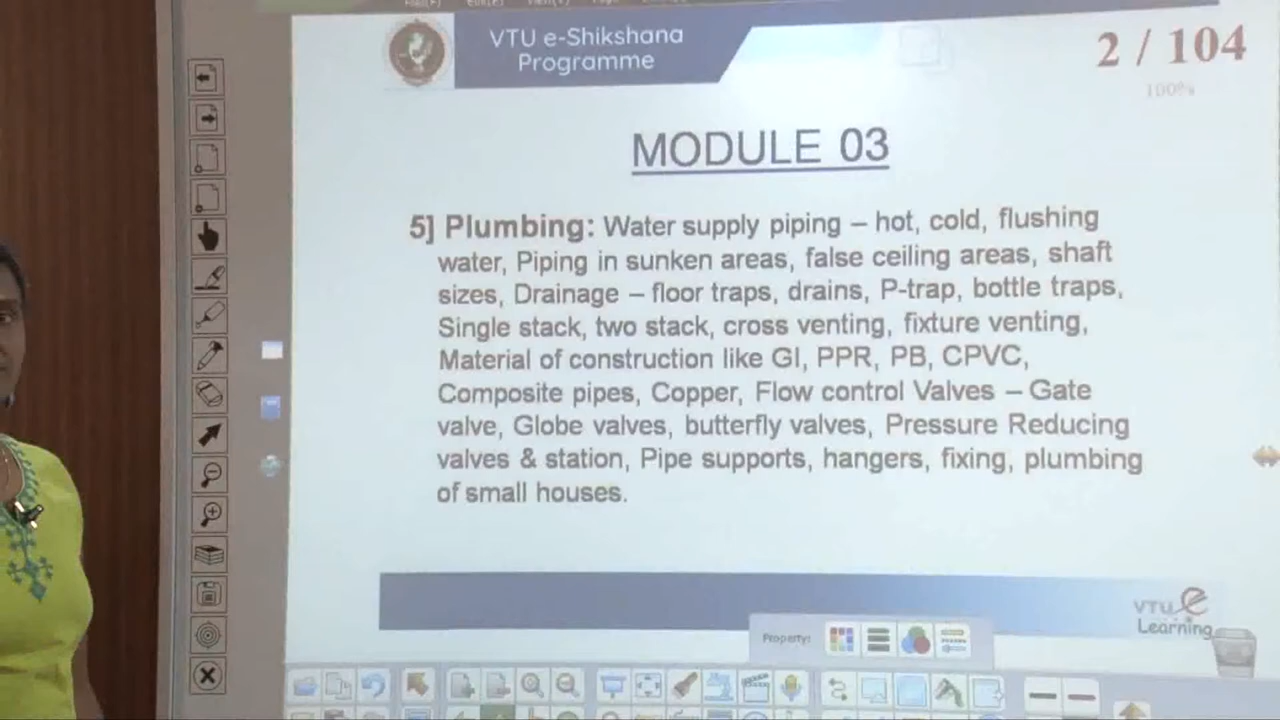 VTU e-Shikshana
Programme
2 / 104
100%
MODULE 03
5] Plumbing: Water supply piping – hot, cold, flushing
water, Piping in sunken areas, false ceiling areas, shaft
sizes, Drainage – floor traps, drains, P-trap, bottle traps,
Single stack, two stack, cross venting, fixture venting,
Material of construction like GI, PPR, PB, CPVC,
Composite pipes, Copper, Flow control Valves – Gate
valve, Globe valves, butterfly valves, Pressure Reducing
valves & station, Pipe supports, hangers, fixing, plumbing
of small houses.
VTU e
Learning
Property: